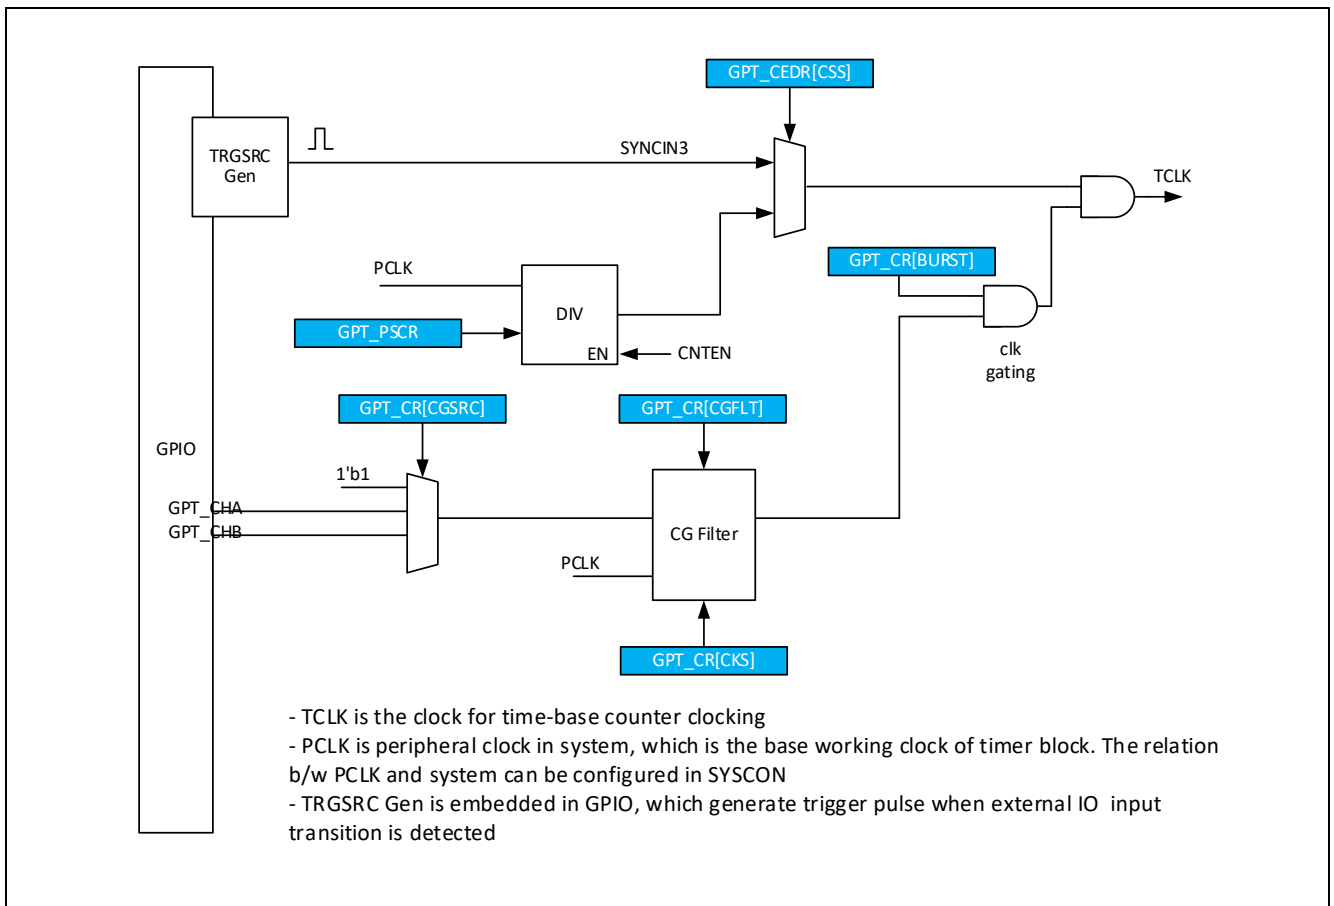 GPT_CEDR[CSS]
TRGSRC
Gen
SYNCIN3
TCLK
GPT_CR[BURST]
PCLK
DIV
GPT_PSCR
EN
CNTEN
clk
gating
GPT_CR[CGSRC]
GPT_CR[CGFLT]
GPIO
1'b1
GPT_CHA
GPT_CHB
CG Filter
PCLK
GPT_CR[CKS]
- TCLK is the clock for time-base counter clocking
- PCLK is peripheral clock in system, which is the base working clock of timer block. The relation
b/w PCLK and system can be configured in SYSCON
- TRGSRC Gen is embedded in GPIO, which generate trigger pulse when external IO input
transition is detected